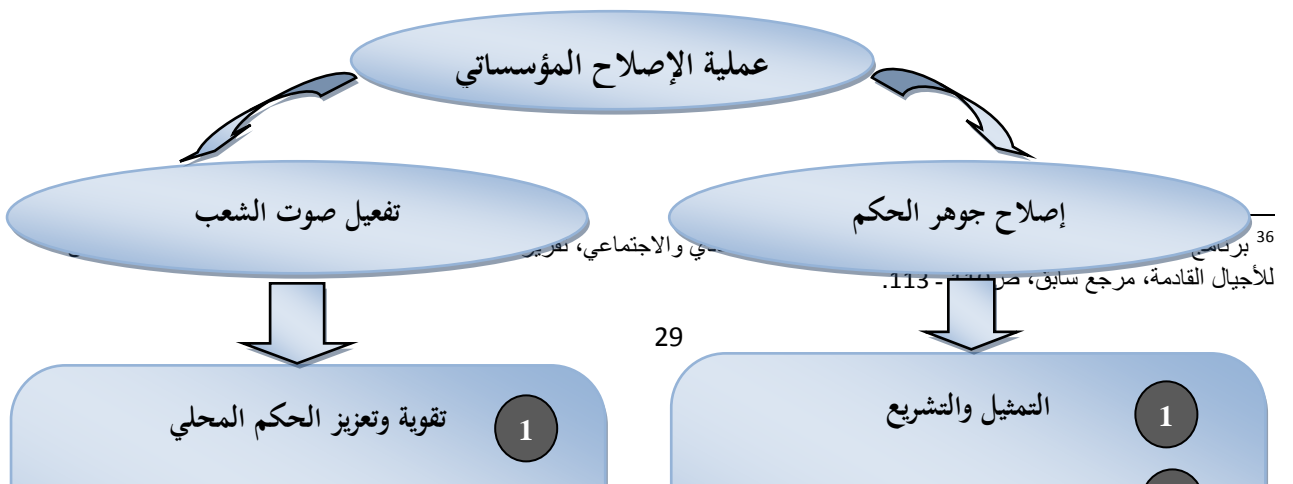 عملية الإصلاح المؤسساتي
إصلاح جوهر الحكم
تفعيل صوت الشعب
36 والاجتماعي،
للأجيال القادمة، مرجع سابق، ـ 113.
29
1 التمثيل والتشريع
1 تقوية وتعزيز الحكم المحلي